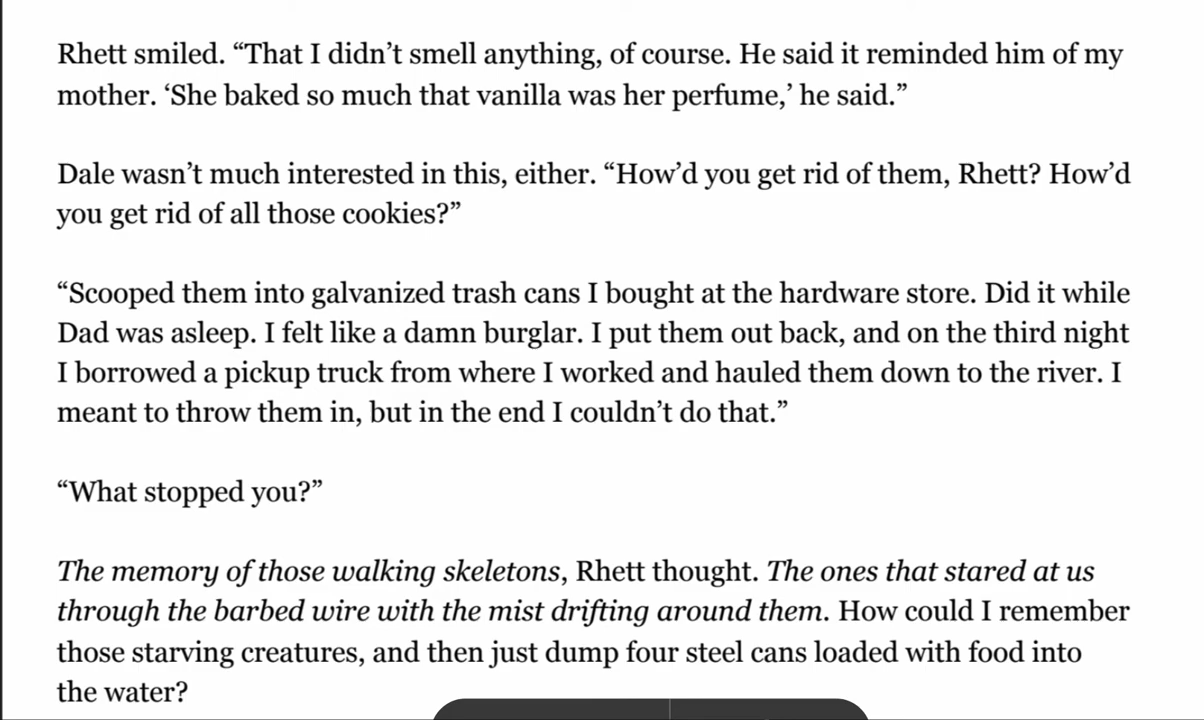 Rhett smiled. “That I didn’t smell anything, of course. He said it reminded him of my
mother. ‘She baked so much that vanilla was her perfume,’ he said.”
Dale wasn’t much interested in this, either. “How’d you get rid of them, Rhett? How’d
you get rid of all those cookies?”
“Scooped them into galvanized trash cans I bought at the hardware store. Did it while
Dad was asleep. I felt like a damn burglar. I put them out back, and on the third night
I borrowed a pickup truck from where I worked and hauled them down to the river. I
meant to throw them in, but in the end I couldn’t do that.”
“What stopped you?”
The memory of those walking skeletons, Rhett thought. The ones that stared at us
through the barbed wire with the mist drifting around them. How could I remember
those starving creatures, and then just dump four steel cans loaded with food into
the water?